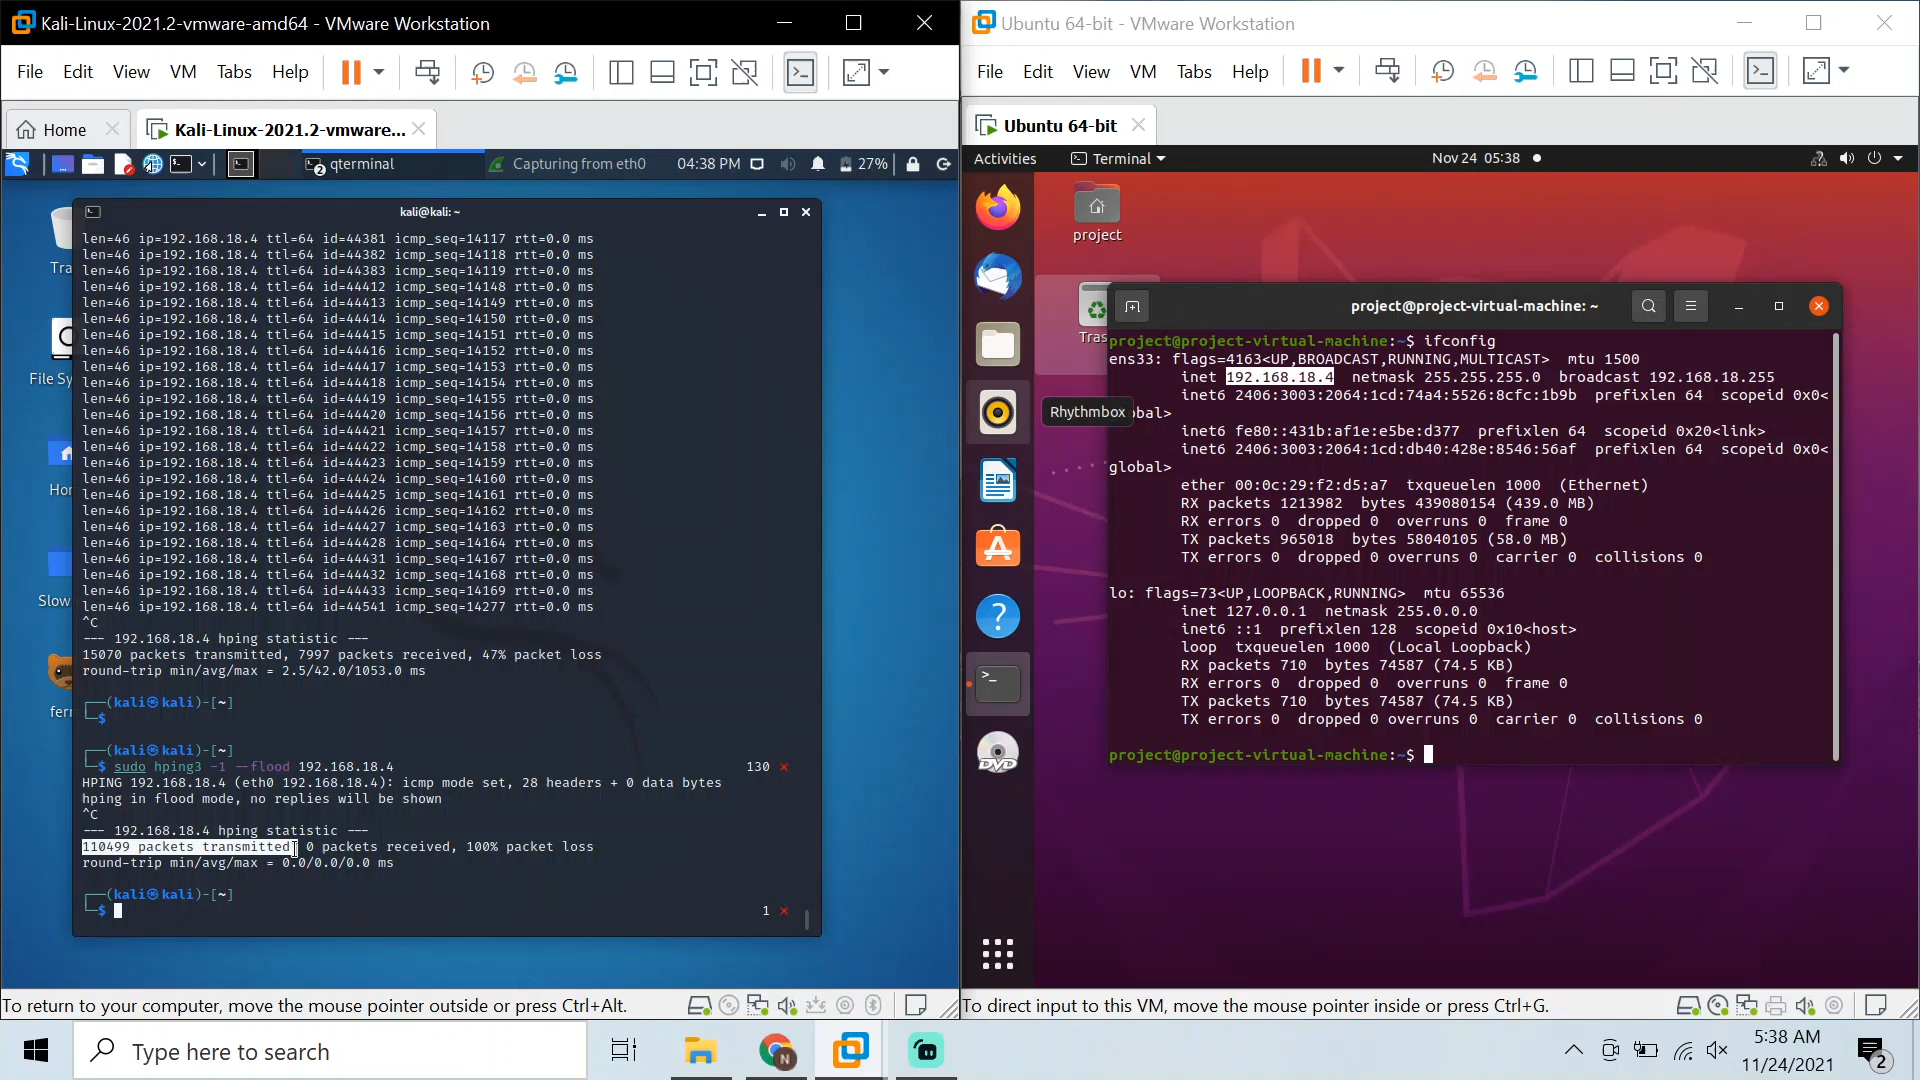 Kali-Linux-2021.2-vmware-amd64 - VMware Workstation
File Edit View VM Tabs Help
Home
Kali-Linux-2021.2-vmware...
qterminal
Capturing from eth0
04:38 PM
27%
kali@kali: ~
len=46 ip=192.168.18.4 ttl=64 id=44381 icmp_seq=14117 rtt=0.0 ms
len=46 ip=192.168.18.4 ttl=64 id=44382 icmp_seq=14118 rtt=0.0 ms
len=46 ip=192.168.18.4 ttl=64 id=44383 icmp_seq=14119 rtt=0.0 ms
len=46 ip=192.168.18.4 ttl=64 id=44412 icmp_seq=14148 rtt=0.0 ms
len=46 ip=192.168.18.4 ttl=64 id=44413 icmp_seq=14149 rtt=0.0 ms
len=46 ip=192.168.18.4 ttl=64 id=44414 icmp_seq=14150 rtt=0.0 ms
len=46 ip=192.168.18.4 ttl=64 id=44415 icmp_seq=14151 rtt=0.0 ms
len=46 ip=192.168.18.4 ttl=64 id=44416 icmp_seq=14152 rtt=0.0 ms
len=46 ip=192.168.18.4 ttl=64 id=44417 icmp_seq=14153 rtt=0.0 ms
len=46 ip=192.168.18.4 ttl=64 id=44418 icmp_seq=14154 rtt=0.0 ms
len=46 ip=192.168.18.4 ttl=64 id=44419 icmp_seq=14155 rtt=0.0 ms
len=46 ip=192.168.18.4 ttl=64 id=44420 icmp_seq=14156 rtt=0.0 ms
len=46 ip=192.168.18.4 ttl=64 id=44421 icmp_seq=14157 rtt=0.0 ms
len=46 ip=192.168.18.4 ttl=64 id=44422 icmp_seq=14158 rtt=0.0 ms
len=46 ip=192.168.18.4 ttl=64 id=44423 icmp_seq=14159 rtt=0.0 ms
len=46 ip=192.168.18.4 ttl=64 id=44424 icmp_seq=14160 rtt=0.0 ms
len=46 ip=192.168.18.4 ttl=64 id=44425 icmp_seq=14161 rtt=0.0 ms
len=46 ip=192.168.18.4 ttl=64 id=44426 icmp_seq=14162 rtt=0.0 ms
len=46 ip=192.168.18.4 ttl=64 id=44427 icmp_seq=14163 rtt=0.0 ms
len=46 ip=192.168.18.4 ttl=64 id=44428 icmp_seq=14164 rtt=0.0 ms
len=46 ip=192.168.18.4 ttl=64 id=44431 icmp_seq=14167 rtt=0.0 ms
len=46 ip=192.168.18.4 ttl=64 id=44432 icmp_seq=14168 rtt=0.0 ms
len=46 ip=192.168.18.4 ttl=64 id=44433 icmp_seq=14169 rtt=0.0 ms
len=46 ip=192.168.18.4 ttl=64 id=44541 icmp_seq=14277 rtt=0.0 ms
^C
--- 192.168.18.4 hping statistic ---
15070 packets transmitted, 7997 packets received, 47% packet loss
round-trip min/avg/max = 2.5/42.0/1053.0 ms
┌──(kali㉿kali)-[~]
└─$
┌──(kali㉿kali)-[~]
└─$ sudo hping3 -1 --flood 192.168.18.4 130 ⨯
HPING 192.168.18.4 (eth0 192.168.18.4): icmp mode set, 28 headers + 0 data bytes
hping in flood mode, no replies will be shown
^C
--- 192.168.18.4 hping statistic ---
110499 packets transmitted, 0 packets received, 100% packet loss
round-trip min/avg/max = 0.0/0.0/0.0 ms
┌──(kali㉿kali)-[~]
└─$ 1 ⨯
Tra
File Sy
Hor
Slow
ferr
To return to your computer, move the mouse pointer outside or press Ctrl+Alt.
Ubuntu 64-bit - VMware Workstation
File Edit View VM Tabs Help
Ubuntu 64-bit
Activities
Terminal
Nov 24 05:38
project
Tras
Rhythmbox
DVD
project@project-virtual-machine: ~
project@project-virtual-machine:~$ ifconfig
ens33: flags=4163<UP,BROADCAST,RUNNING,MULTICAST> mtu 1500
inet 192.168.18.4 netmask 255.255.255.0 broadcast 192.168.18.255
inet6 2406:3003:2064:1cd:74a4:5526:8cfc:1b9b prefixlen 64 scopeid 0x0<
bal>
inet6 fe80::431b:af1e:e5be:d377 prefixlen 64 scopeid 0x20<link>
inet6 2406:3003:2064:1cd:db40:428e:8546:56af prefixlen 64 scopeid 0x0<
global>
ether 00:0c:29:f2:d5:a7 txqueuelen 1000 (Ethernet)
RX packets 1213982 bytes 439080154 (439.0 MB)
RX errors 0 dropped 0 overruns 0 frame 0
TX packets 965018 bytes 58040105 (58.0 MB)
TX errors 0 dropped 0 overruns 0 carrier 0 collisions 0
lo: flags=73<UP,LOOPBACK,RUNNING> mtu 65536
inet 127.0.0.1 netmask 255.0.0.0
inet6 ::1 prefixlen 128 scopeid 0x10<host>
loop txqueuelen 1000 (Local Loopback)
RX packets 710 bytes 74587 (74.5 KB)
RX errors 0 dropped 0 overruns 0 frame 0
TX packets 710 bytes 74587 (74.5 KB)
TX errors 0 dropped 0 overruns 0 carrier 0 collisions 0
project@project-virtual-machine:~$
To direct input to this VM, move the mouse pointer inside or press Ctrl+G.
Type here to search
N
5:38 AM
11/24/2021
2